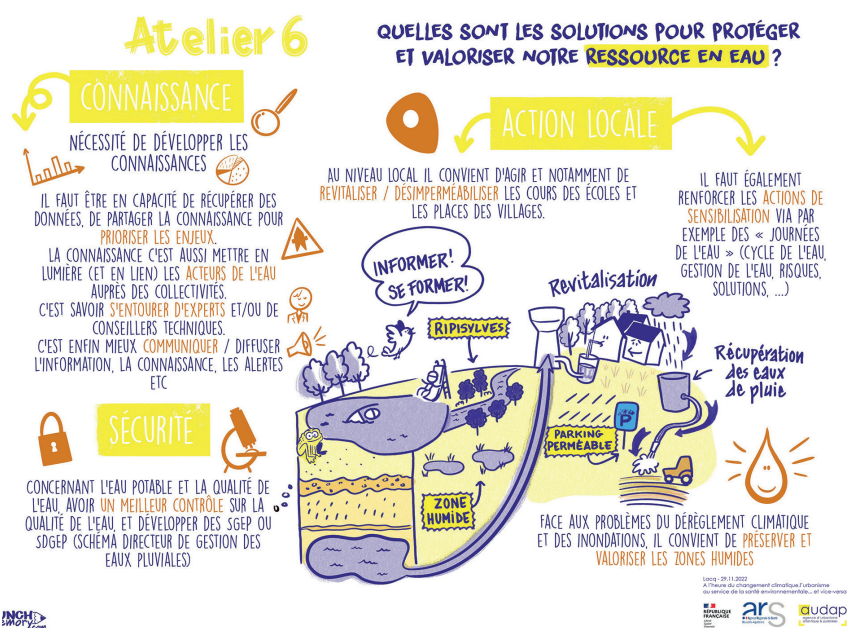 Atelier 6
QUELLES SONT LES SOLUTIONS POUR PROTÉGER
ET VALORISER NOTRE RESSOURCE EN EAU ?
CONNAISSANCE
NÉCESSITÉ DE DÉVELOPPER LES
CONNAISSANCES
IL FAUT ÊTRE EN CAPACITÉ DE RÉCUPÉRER DES
DONNÉES, DE PARTAGER LA CONNAISSANCE POUR
PRIORISER LES ENJEUX.
LA CONNAISSANCE C'EST AUSSI METTRE EN
LUMIÈRE (ET EN LIEN) LES ACTEURS DE L'EAU
AUPRÈS DES COLLECTIVITÉS.
C'EST SAVOIR S'ENTOURER D'EXPERTS ET/OU DE
CONSEILLERS TECHNIQUES.
C'EST ENFIN MIEUX COMMUNIQUER / DIFFUSER
L'INFORMATION, LA CONNAISSANCE, LES ALERTES
ETC
SÉCURITÉ
CONCERNANT L'EAU POTABLE ET LA QUALITÉ DE
L'EAU, AVOIR UN MEILLEUR CONTRÔLE SUR LA
QUALITÉ DE L'EAU, ET DÉVELOPPER DES SGEP OU
SDGEP (SCHÉMA DIRECTEUR DE GESTION DES
EAUX PLUVIALES)
ACTION LOCALE
AU NIVEAU LOCAL IL CONVIENT D'AGIR ET NOTAMMENT DE
REVITALISER / DÉSIMPERMÉABILISER LES COURS DES ÉCOLES ET
LES PLACES DES VILLAGES.
IL FAUT ÉGALEMENT
RENFORCER LES ACTIONS DE
SENSIBILISATION VIA PAR
EXEMPLE DES « JOURNÉES
DE L'EAU » (CYCLE DE L'EAU,
GESTION DE L'EAU, RISQUES,
SOLUTIONS, ...)
INFORMER!
SE FORMER!
Revitalisation
RIPISYLVES
Récupération
des eaux
de pluie
P
PARKING
PERMÉABLE
ZONE
HUMIDE
FACE AUX PROBLÈMES DU DÉRÈGLEMENT CLIMATIQUE
ET DES INONDATIONS, IL CONVIENT DE PRÉSERVER ET
VALORISER LES ZONES HUMIDES
Lacq - 29.11.2022
A l'heure du changement climatique,l'urbanisme
au service de la santé environnementale... et vice-versa
RÉPUBLIQUE
FRANÇAISE
ars
audap